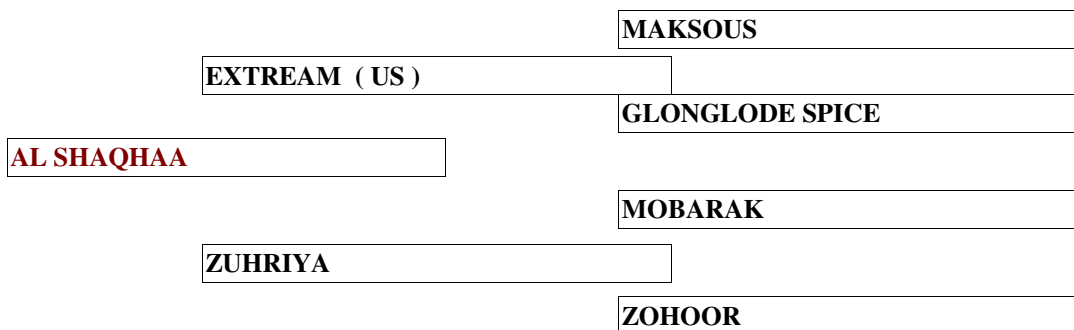 MAKSOUS
EXTREAM ( US )
GLONGLODE SPICE
AL SHAQHAA
MOBARAK
ZUHRIYA
ZOHOOR